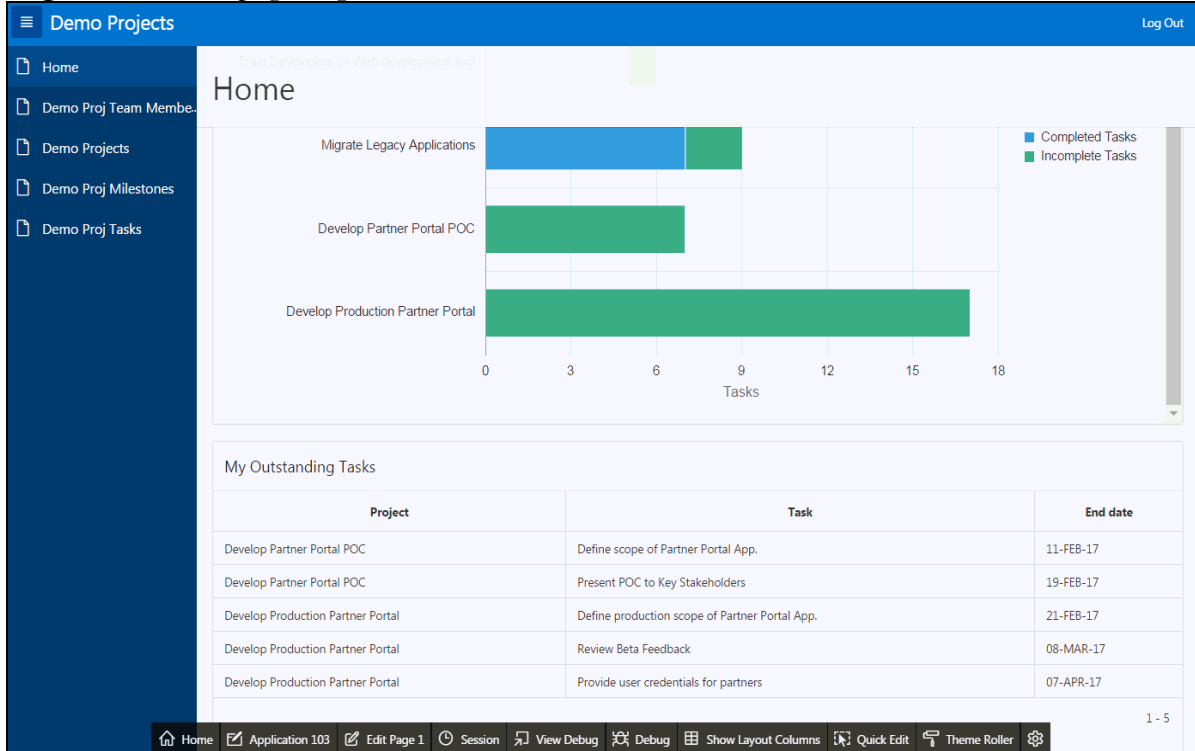 Demo Projects
Log Out
Home
Demo Proj Team Membe..
Demo Projects
Demo Proj Milestones
Demo Proj Tasks
Train Developers on Web development tool
Home
Migrate Legacy Applications
Completed Tasks
Incomplete Tasks
Develop Partner Portal POC
Develop Production Partner Portal
0 3 6 9 12 15 18
Tasks
My Outstanding Tasks
Project Task End date
Develop Partner Portal POC Define scope of Partner Portal App. 11-FEB-17
Develop Partner Portal POC Present POC to Key Stakeholders 19-FEB-17
Develop Production Partner Portal Define production scope of Partner Portal App. 21-FEB-17
Develop Production Partner Portal Review Beta Feedback 08-MAR-17
Develop Production Partner Portal Provide user credentials for partners 07-APR-17
1 - 5
Home Application 103 Edit Page 1 Session View Debug Debug Show Layout Columns Quick Edit Theme Roller